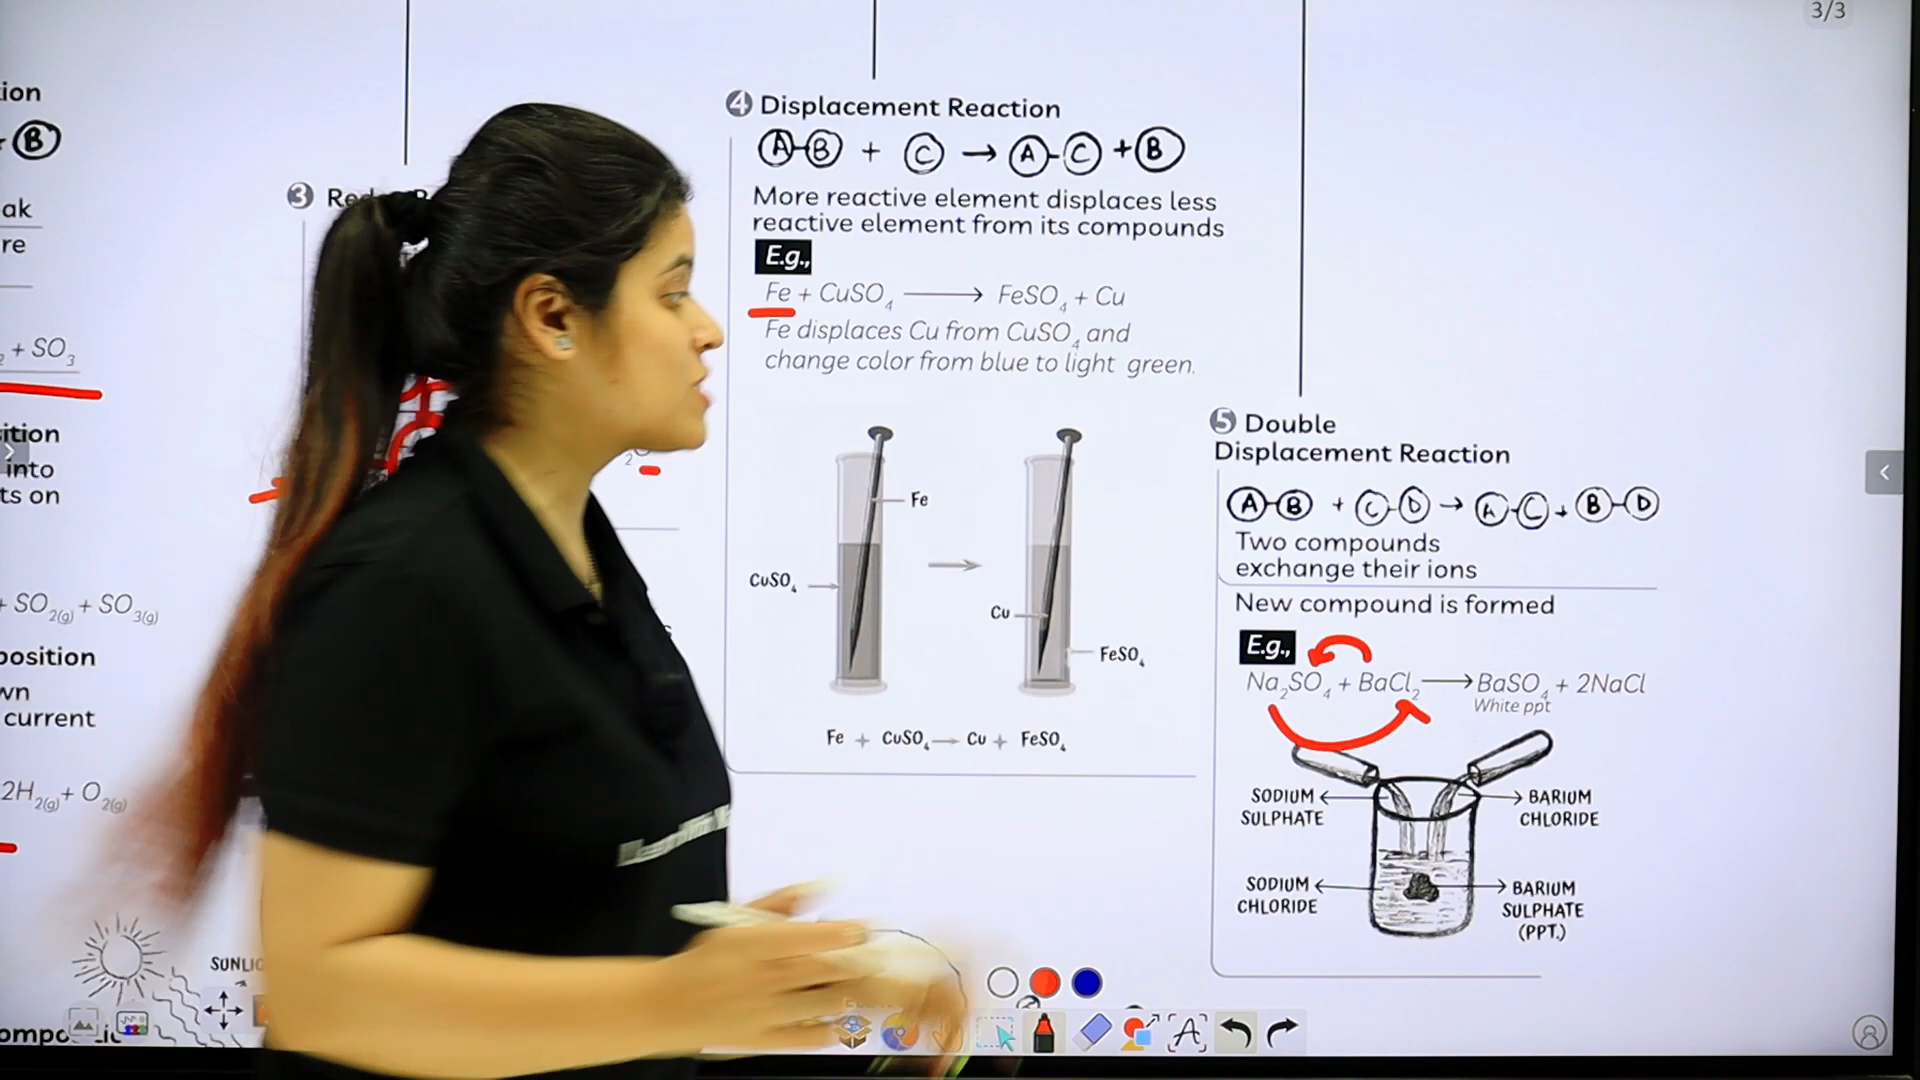 3/3
ion
B
ak
re
2 + SO3
ition
into
ts on
+ SO2(g) + SO3(g)
position
wn
current
2H2(g) + O2(g)
SUNLI
3
2
4 Displacement Reaction
A-B + C → A-C + B
More reactive element displaces less
reactive element from its compounds
E.g.,
Fe + CuSO4 → FeSO4 + Cu
Fe displaces Cu from CuSO4 and
change color from blue to light green.
Fe
CuSO4
Cu
FeSO4
Fe + CuSO4 → Cu + FeSO4
5 Double
Displacement Reaction
A-B + C-D → A-C + B-D
Two compounds
exchange their ions
New compound is formed
E.g.,
Na2SO4 + BaCl2 → BaSO4 + 2NaCl
White ppt
SODIUM
SULPHATE
BARIUM
CHLORIDE
SODIUM
CHLORIDE
BARIUM
SULPHATE
(PPT.)
A